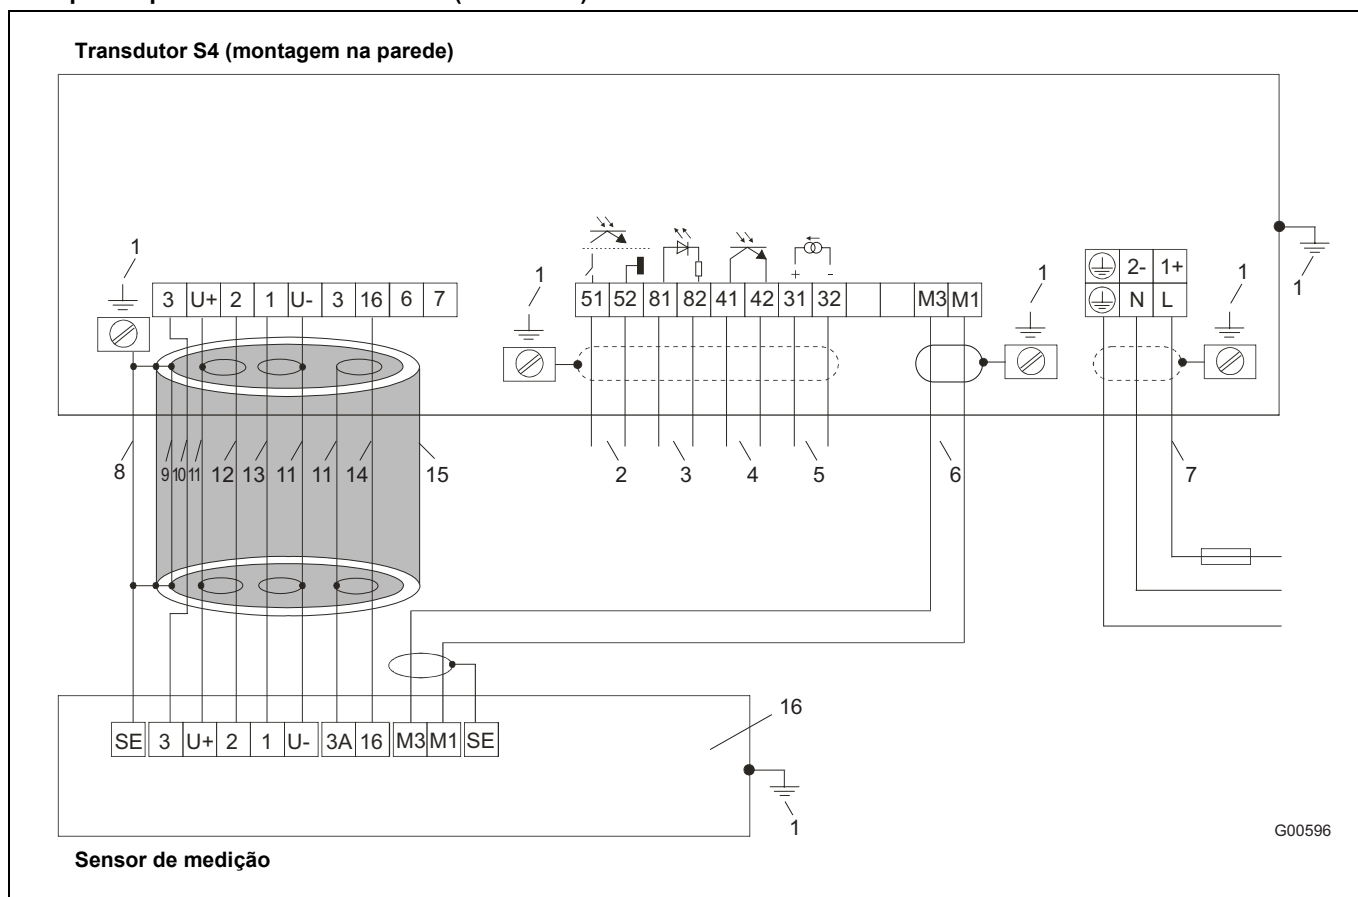 Transdutor S4 (montagem na parede)
1
1
1
1
1
3 U+ 2 1 U- 3 16 6 7
51 52 81 82 41 42 31 32 M3 M1
+ -
2- 1+
N L
8 9 10 11 12 13 11 11 14 15
2 3 4 5 6 7
16
SE 3 U+ 2 1 U- 3A 16 M3 M1 SE
1
G00596
Sensor de medição